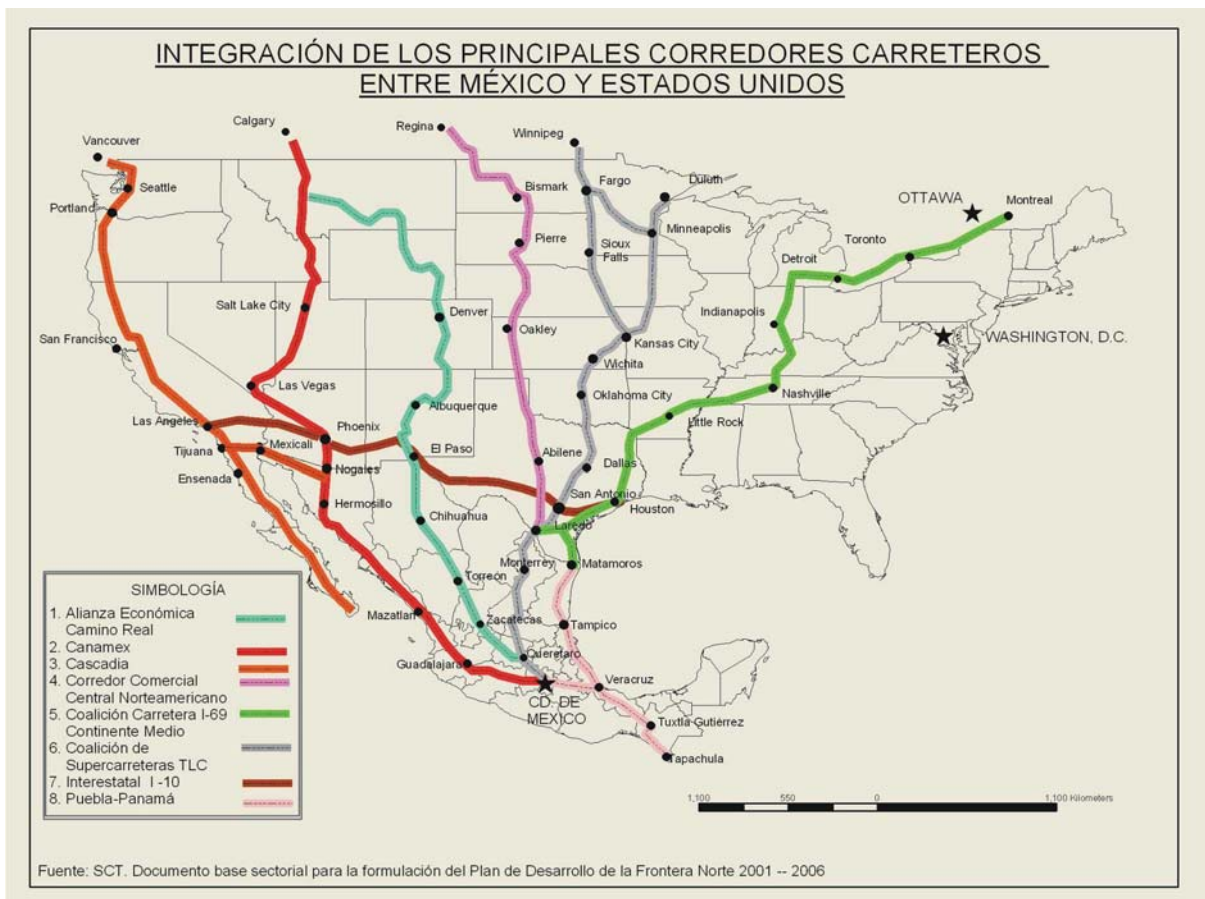 INTEGRACIÓN DE LOS PRINCIPALES CORREDORES CARRETEROS
ENTRE MÉXICO Y ESTADOS UNIDOS
Vancouver
Calgary
Regina
Winnipeg
Seattle
Portland
Bismark
Fargo
Duluth
OTTAWA
Montreal
Pierre
Sioux
Falls
Minneapolis
Toronto
Detroit
Salt Lake City
Denver
Oakley
Indianapolis
WASHINGTON, D.C.
San Francisco
Kansas City
Wichita
Las Vegas
Albuquerque
Oklahoma City
Nashville
Los Angeles
Phoenix
Little Rock
Tijuana
Mexicali
El Paso
Abilene
Dallas
Ensenada
Nogales
San Antonio
Hermosillo
Houston
Chihuahua
Laredo
Monterrey
Matamoros
Torreón
Mazatlan
Zacatecas
Tampico
Guadalajara
Queretaro
Veracruz
CD. DE
MEXICO
Tuxtla Gutierrez
Tapachula
SIMBOLOGÍA
1. Alianza Económica
Camino Real
2. Canamex
3. Cascadia
4. Corredor Comercial
Central Norteamericano
5. Coalición Carretera I-69
Continente Medio
6. Coalición de
Supercarreteras TLC
7. Interestatal I -10
8. Puebla-Panamá
1,100 550 0 1,100 Kilometers
Fuente: SCT. Documento base sectorial para la formulación del Plan de Desarrollo de la Frontera Norte 2001 -- 2006